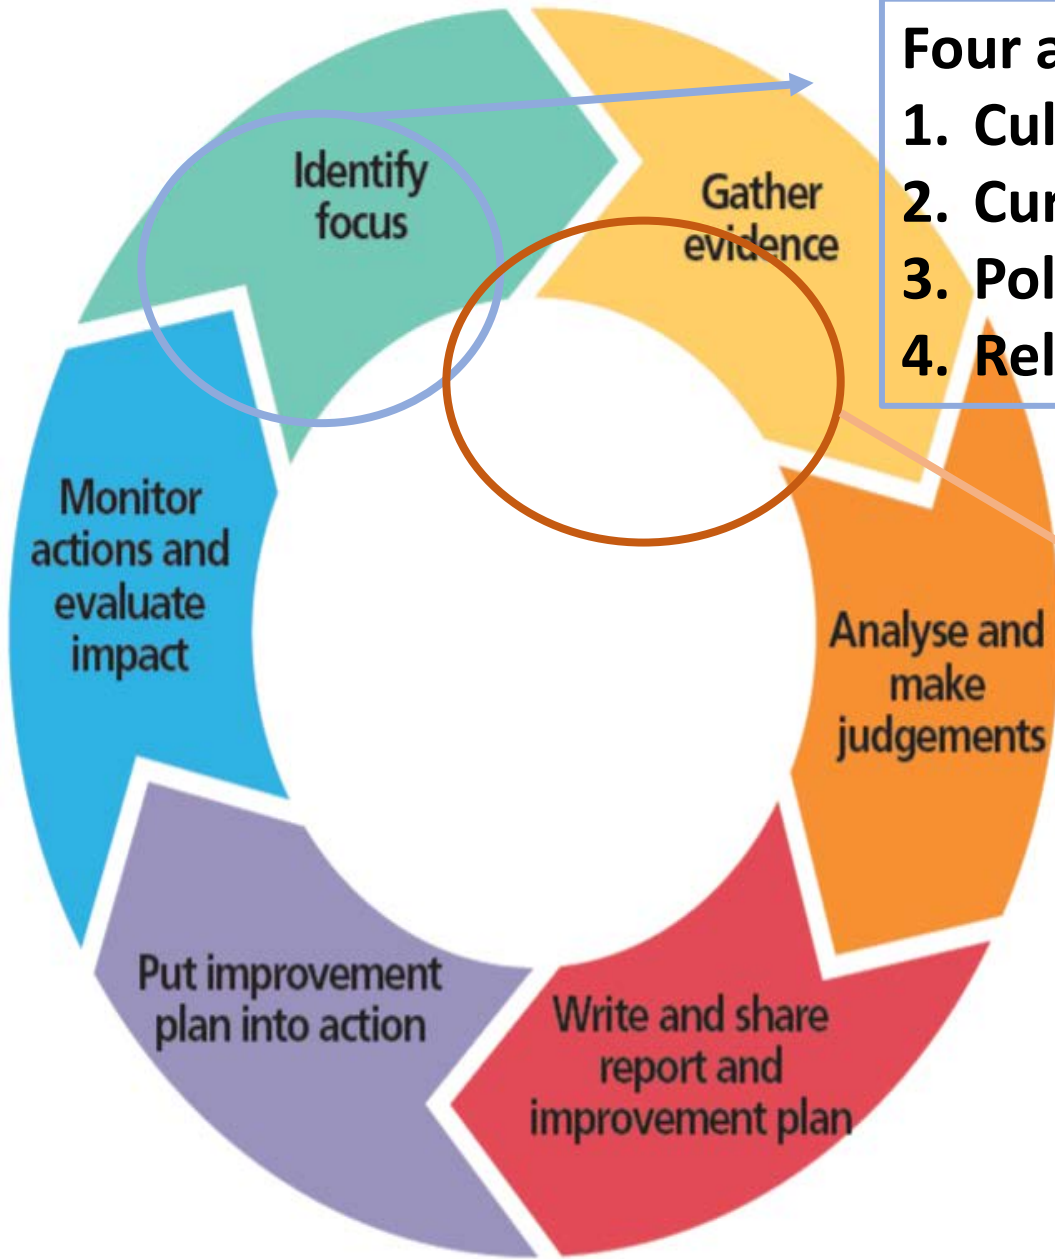 Identify
focus
Gather
evidence
Four a
1. Cul
2. Cur
3. Pol
4. Rel
Analyse and
make
judgements
Write and share
report and
improvement plan
Put improvement
plan into action
Monitor
actions and
evaluate
impact